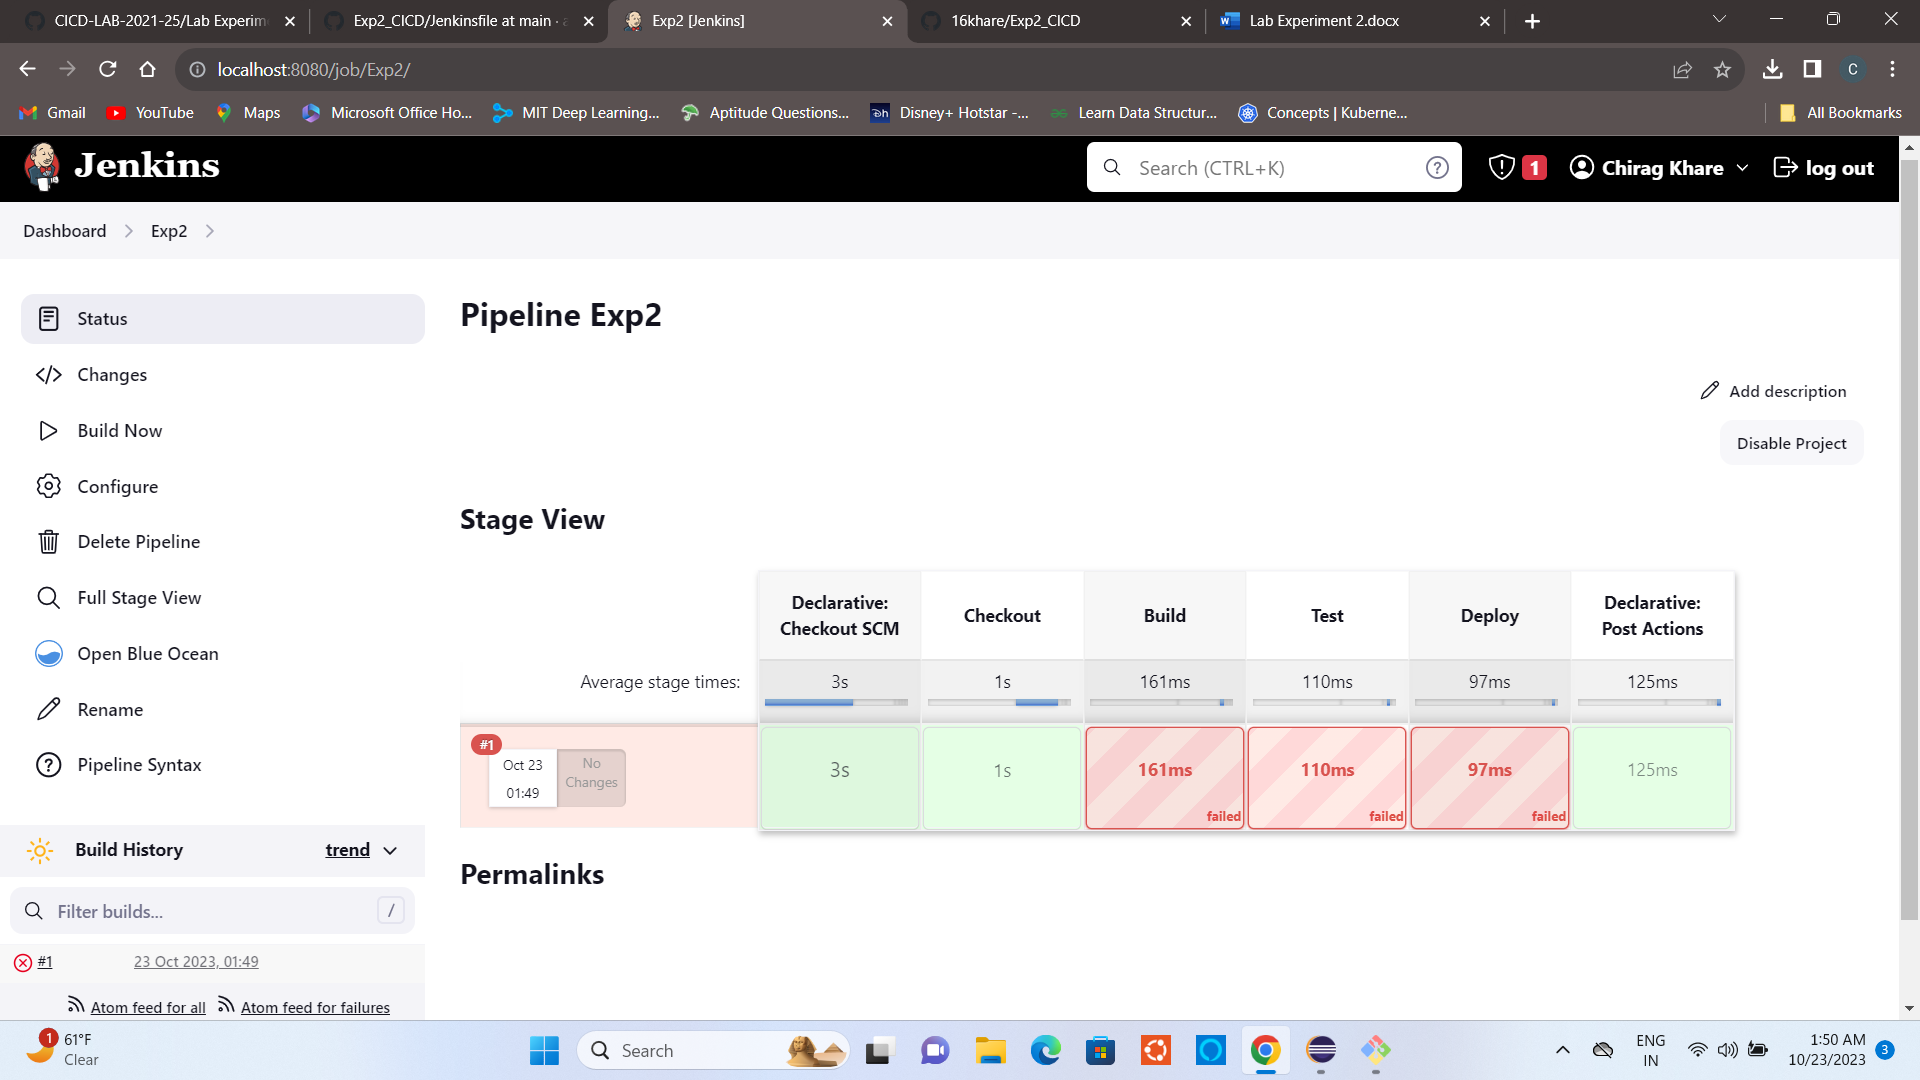 CICD-LAB-2021-25/Lab Experim
Exp2_CICD/Jenkinsfile at main ·
Exp2 [Jenkins]
16khare/Exp2_CICD
Lab Experiment 2.docx
localhost:8080/job/Exp2/
C
Gmail
YouTube
Maps
Microsoft Office Ho...
MIT Deep Learning...
Aptitude Questions...
Disney+ Hotstar -...
Learn Data Structur...
Concepts | Kuberne...
All Bookmarks
Jenkins
Search (CTRL+K)
?
1
Chirag Khare
log out
Dashboard
Exp2
Status
Changes
Build Now
Configure
Delete Pipeline
Full Stage View
Open Blue Ocean
Rename
Pipeline Syntax
Pipeline Exp2
Add description
Disable Project
Stage View
Declarative:
Checkout SCM
Checkout
Build
Test
Deploy
Declarative:
Post Actions
Average stage times:
3s
1s
161ms
110ms
97ms
125ms
#1
Oct 23
01:49
No
Changes
3s
1s
161ms
failed
110ms
failed
97ms
failed
125ms
Permalinks
Build History
trend
Filter builds...
/
#1
23 Oct 2023, 01:49
Atom feed for all
Atom feed for failures
1
61°F
Clear
Search
ENG
IN
1:50 AM
10/23/2023
3